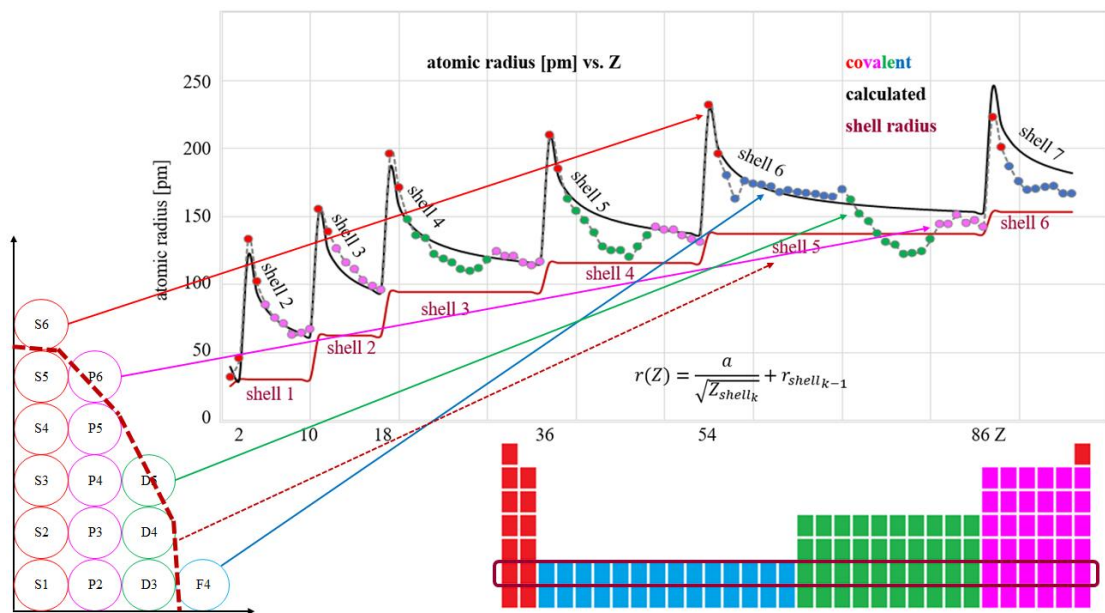 atomic radius [pm] vs. Z
covalent
calculated
shell radius
atomic radius [pm]
250
200
150
100
50
0
shell 2
shell 3
shell 4
shell 5
shell 6
shell 7
shell 1
shell 2
shell 3
shell 4
shell 5
shell 6
r(Z) = a / √Z_shell_k + r_shell_k−1
2 10 18 36 54 86 Z
S6
S5 P6
S4 P5
S3 P4 D5
S2 P3 D4
S1 P2 D3 F4